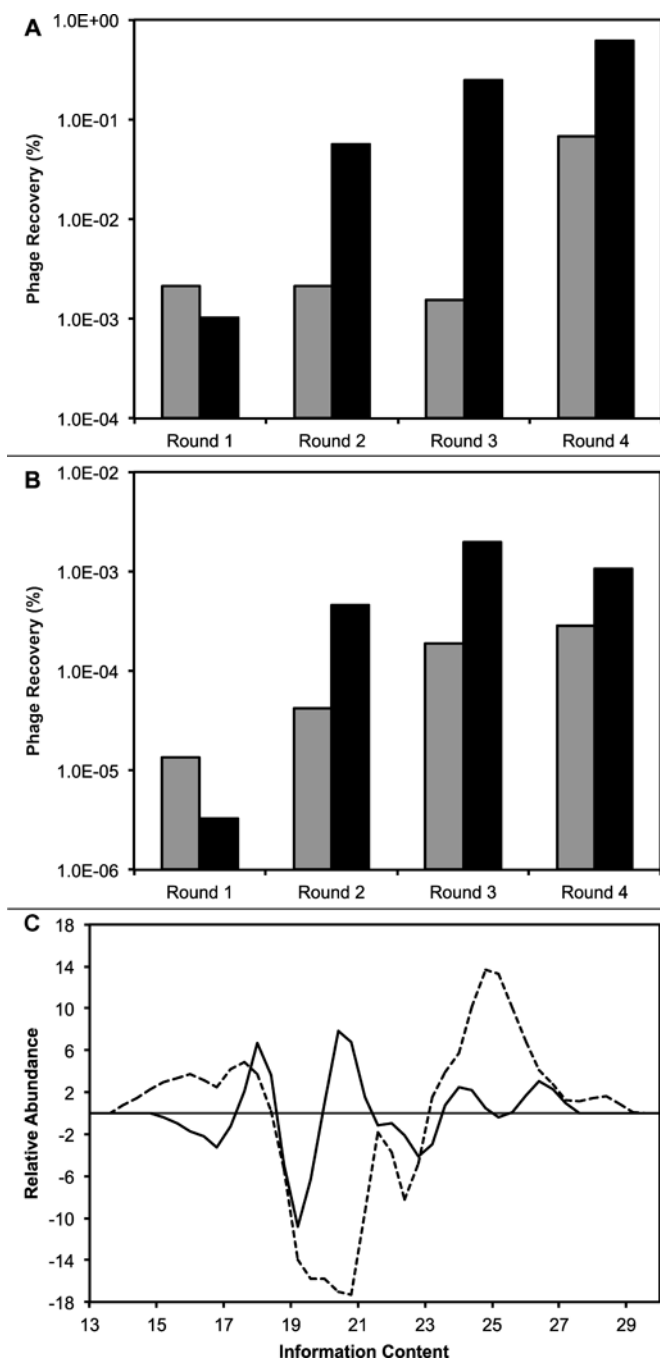 A
Phage Recovery (%)
1.0E+00
1.0E-01
1.0E-02
1.0E-03
1.0E-04
Round 1 Round 2 Round 3 Round 4
B
Phage Recovery (%)
1.0E-02
1.0E-03
1.0E-04
1.0E-05
1.0E-06
Round 1 Round 2 Round 3 Round 4
C
Relative Abundance
18
14
10
6
2
-2
-6
-10
-14
-18
13 15 17 19 21 23 25 27 29
Information Content